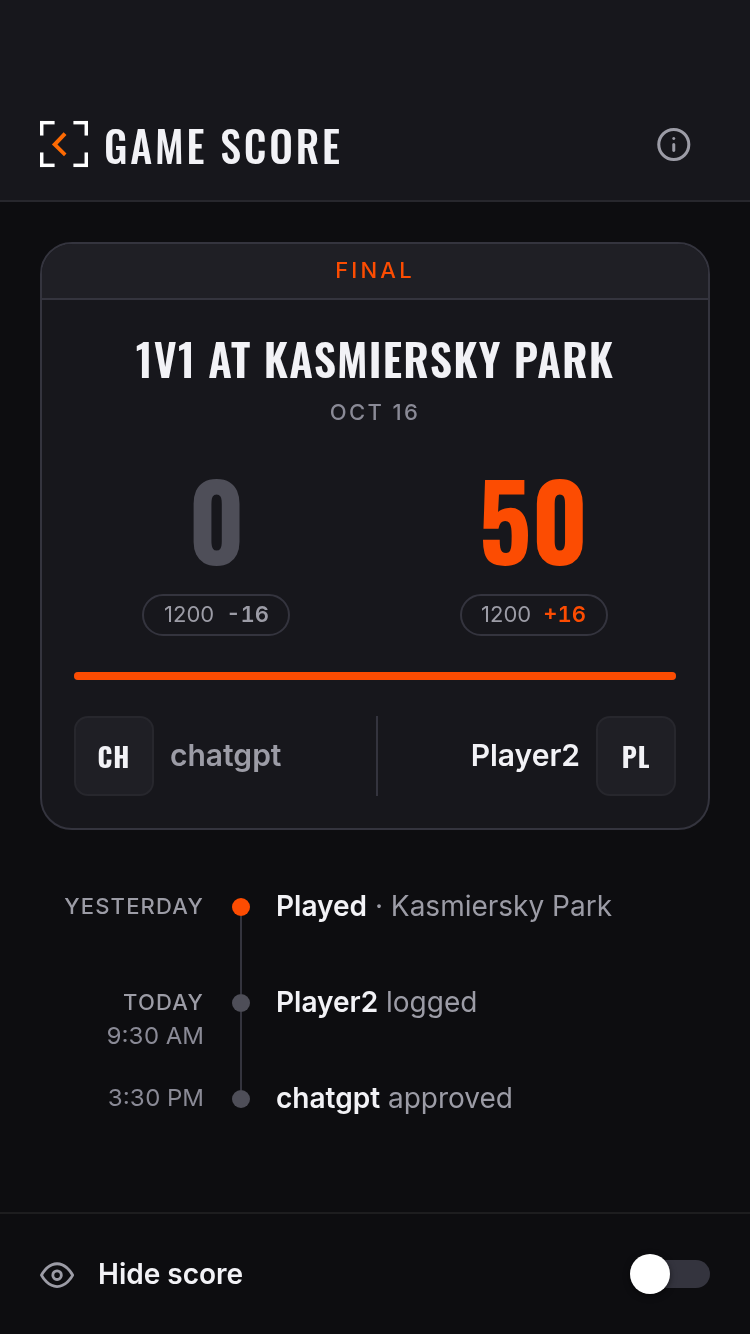 GAME SCORE
FINAL
1V1 AT KASMIERSKY PARK
OCT 16
0 50
1200 -16 1200 +16
CH chatgpt Player2 PL
YESTERDAY Played · Kasmiersky Park
TODAY Player2 logged
9:30 AM
3:30 PM chatgpt approved
Hide score